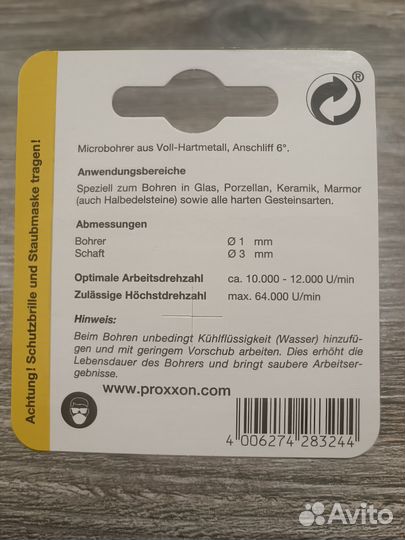 Achtung! Schutzbrille und Staubmaske tragen!
®
Microbohrer aus Voll-Hartmetall, Anschliff 6°.
Anwendungsbereiche
Speziell zum Bohren in Glas, Porzellan, Keramik, Marmor
(auch Halbedelsteine) sowie alle harten Gesteinsarten.
Abmessungen
Bohrer Ø 1 mm
Schaft Ø 3 mm
Optimale Arbeitsdrehzahl ca. 10.000 - 12.000 U/min
Zulässige Höchstdrehzahl max. 64.000 U/min
Hinweis:
Beim Bohren unbedingt Kühlflüssigkeit (Wasser) hinzufü-
gen und mit geringem Vorschub arbeiten. Dies erhöht die
Lebensdauer des Bohrers und bringt saubere Arbeitser-
gebnisse.
www.proxxon.com
4 006274 283244
Avito